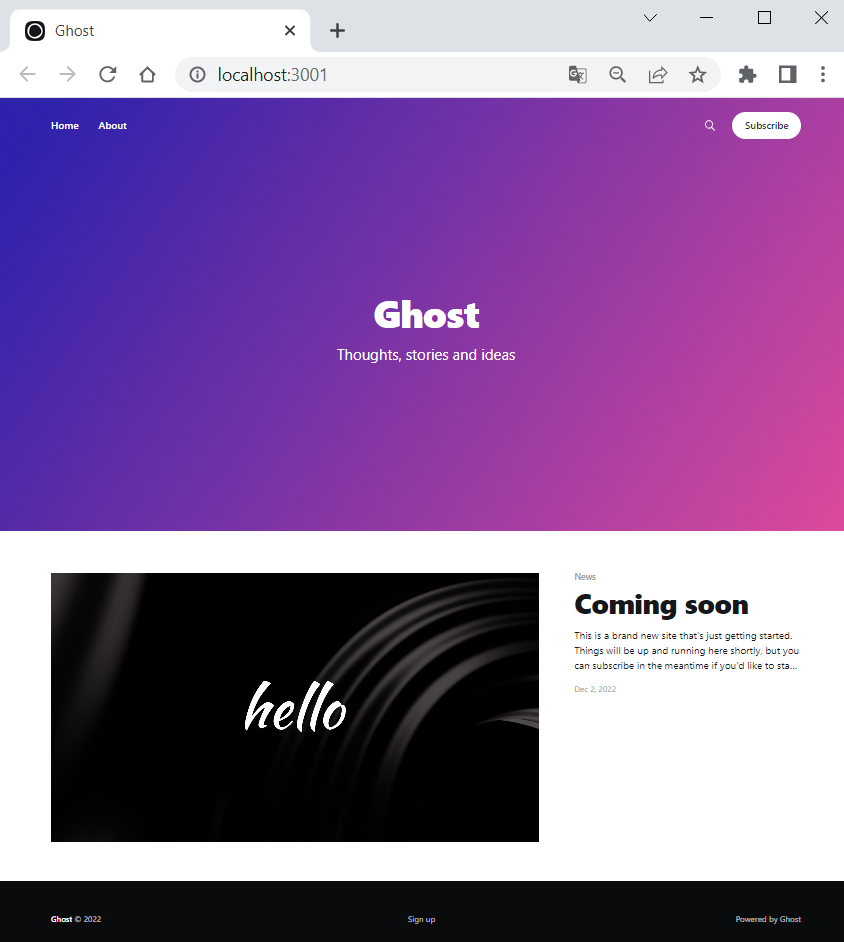 Ghost
localhost:3001
Home About Subscribe
Ghost
Thoughts, stories and ideas
hello
News
Coming soon
This is a brand new site that's just getting started.
Things will be up and running here shortly, but you
can subscribe in the meantime if you'd like to sta...
Dec 2, 2022
Ghost © 2022 Sign up Powered by Ghost